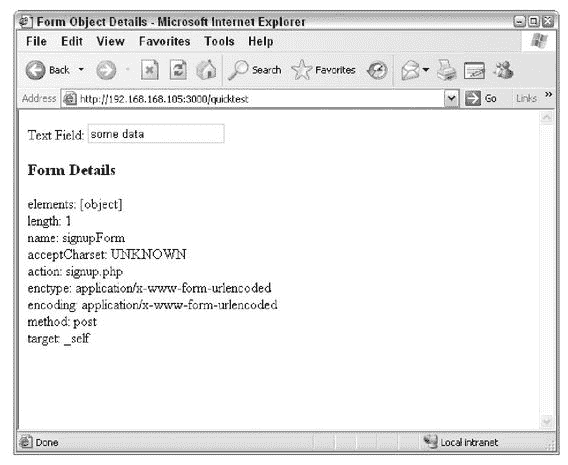 Form Object Details - Microsoft Internet Explorer
File Edit View Favorites Tools Help
Back Search Favorites
Address http://192.168.168.105:3000/quicktest Go Links »
Text Field: some data
Form Details
elements: [object]
length: 1
name: signupForm
acceptCharset: UNKNOWN
action: signup.php
enctype: application/x-www-form-urlencoded
encoding: application/x-www-form-urlencoded
method: post
target: _self
Done Local intranet